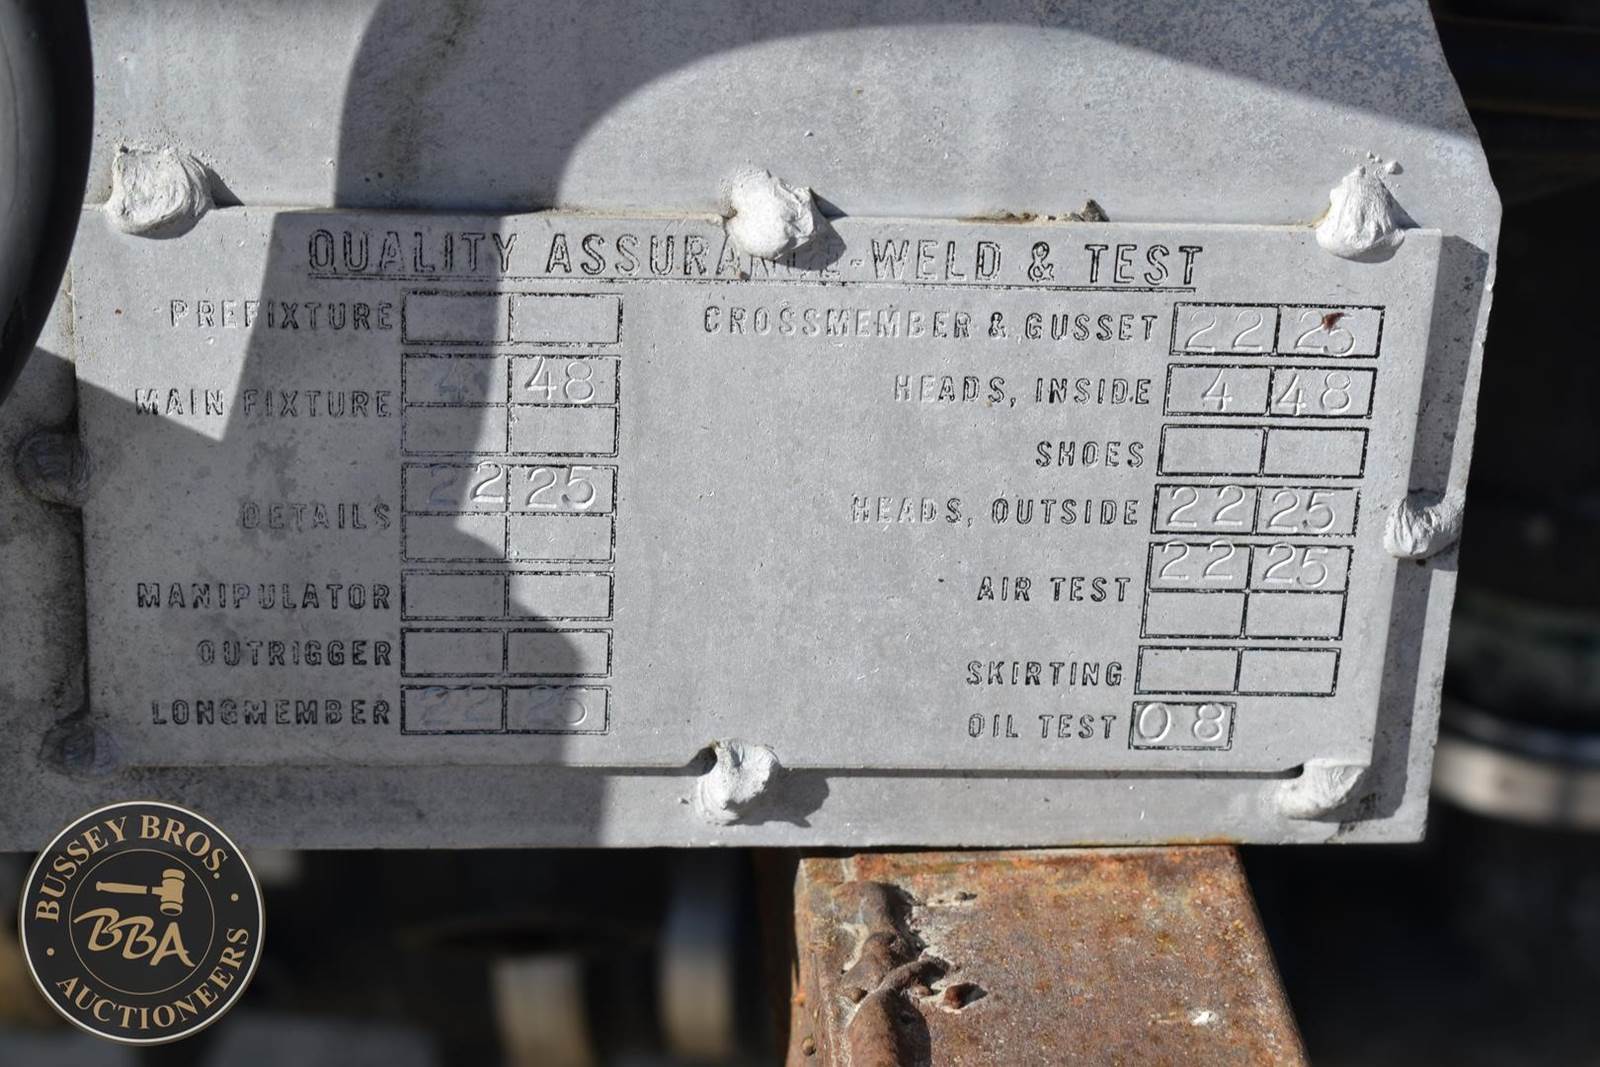 QUALITY ASSURANCE-WELD & TEST
PREFIXTURE
MAIN FIXTURE 4 48
DETAILS 22 25
MANIPULATOR
OUTRIGGER
LONGMEMBER 22 25
CROSSMEMBER & GUSSET 22 25
HEADS, INSIDE 4 48
SHOES
HEADS, OUTSIDE 22 25
AIR TEST 22 25
SKIRTING
OIL TEST 08
BUSSEY BROS.
BBA
AUCTIONEERS